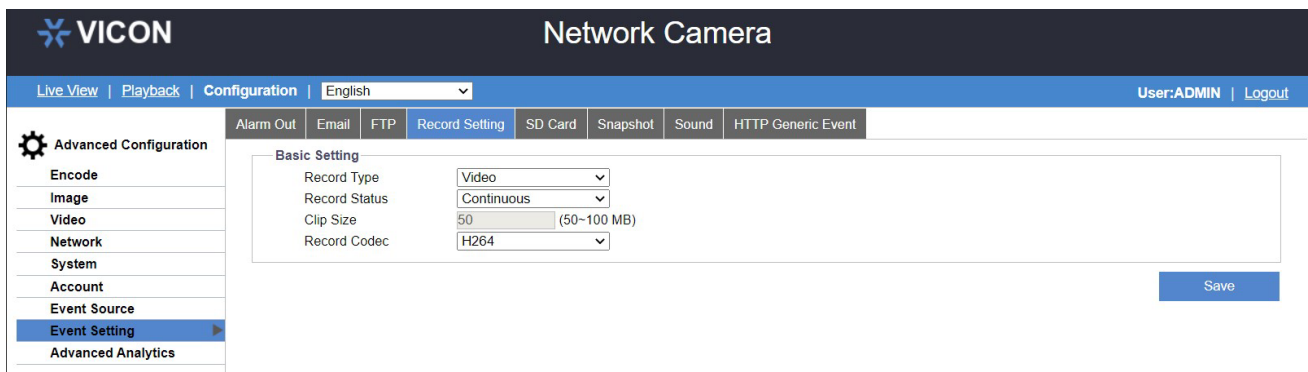 VICON
Network Camera
Live View | Playback | Configuration | English
User:ADMIN | Logout
Alarm Out Email FTP Record Setting SD Card Snapshot Sound HTTP Generic Event
Advanced Configuration
Encode
Image
Video
Network
System
Account
Event Source
Event Setting
Advanced Analytics
Basic Setting
Record Type Video
Record Status Continuous
Clip Size 50 (50~100 MB)
Record Codec H264
Save